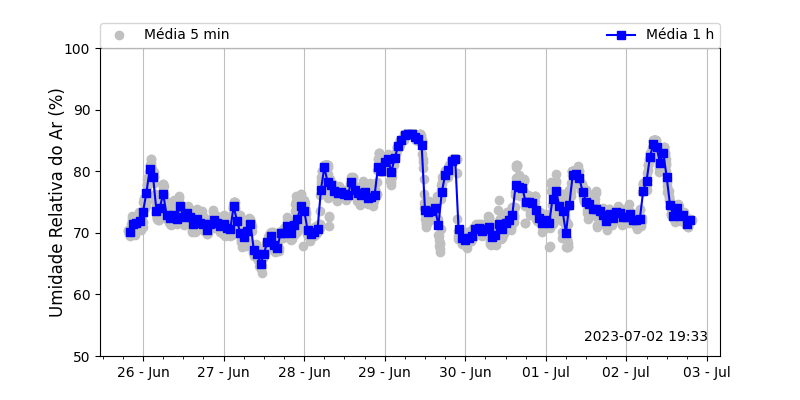 Média 5 min
Média 1 h
Umidade Relativa do Ar (%)
100
90
80
70
60
50
2023-07-02 19:33
26 - Jun
27 - Jun
28 - Jun
29 - Jun
30 - Jun
01 - Jul
02 - Jul
03 - Jul